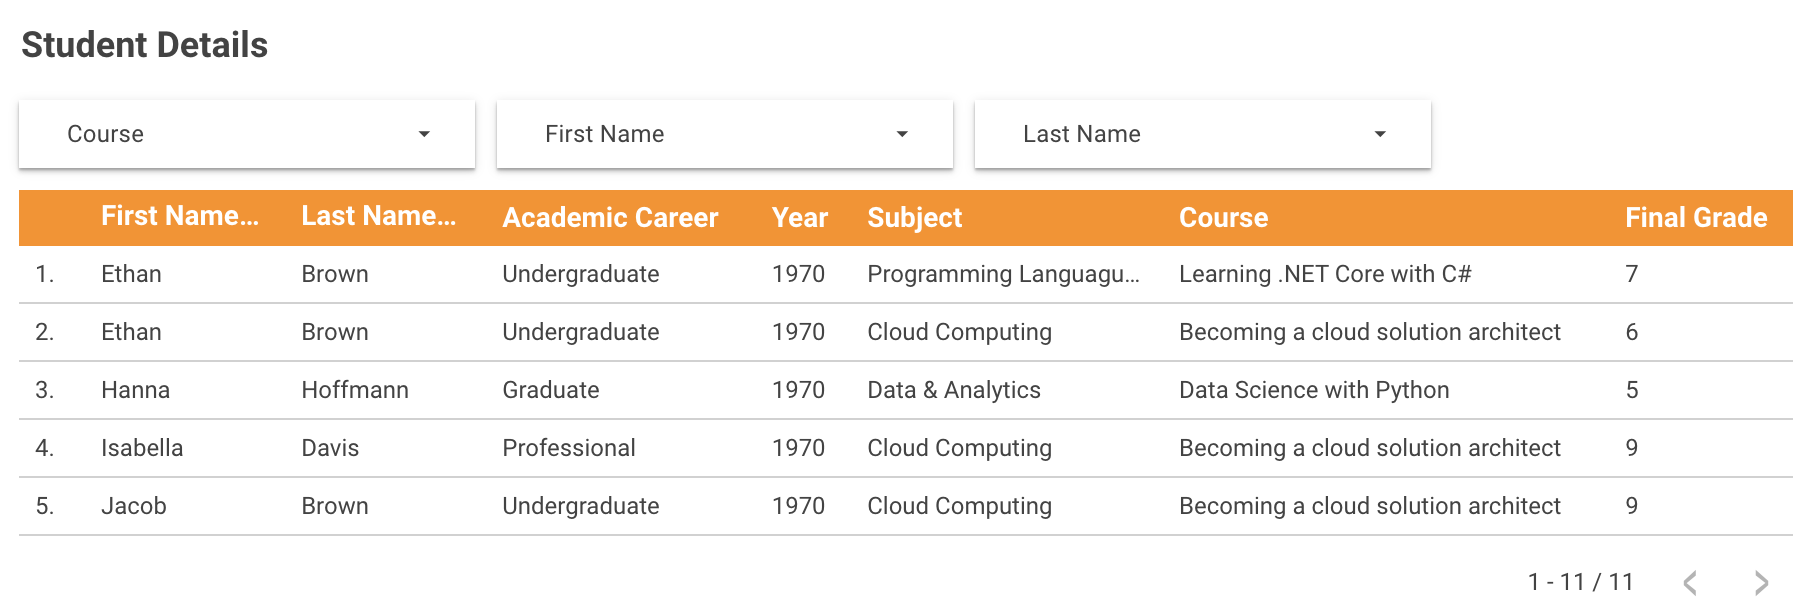 Student Details
Course First Name Last Name
First Name... Last Name... Academic Career Year Subject Course Final Grade
1. Ethan Brown Undergraduate 1970 Programming Languagu... Learning .NET Core with C# 7
2. Ethan Brown Undergraduate 1970 Cloud Computing Becoming a cloud solution architect 6
3. Hanna Hoffmann Graduate 1970 Data & Analytics Data Science with Python 5
4. Isabella Davis Professional 1970 Cloud Computing Becoming a cloud solution architect 9
5. Jacob Brown Undergraduate 1970 Cloud Computing Becoming a cloud solution architect 9
1 - 11 / 11